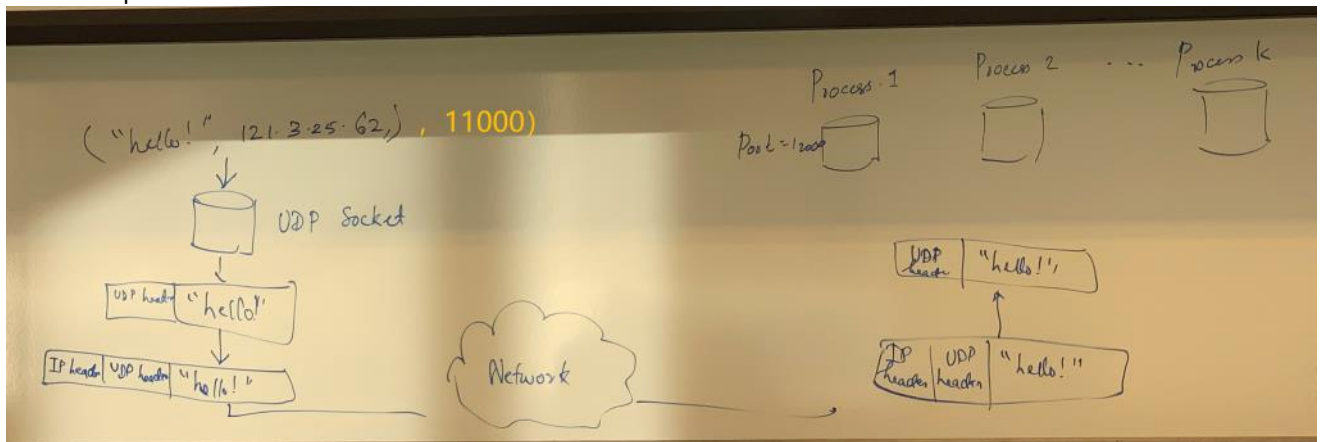 ("hello!", 121.3.25.62,) , 11000)
UDP Socket
UDP header "hello!"
IP header UDP header "hello!"
Network
Process 1
Process 2
...
Process k
Port = 12000
UDP header "hello!"
IP header UDP header "hello!"